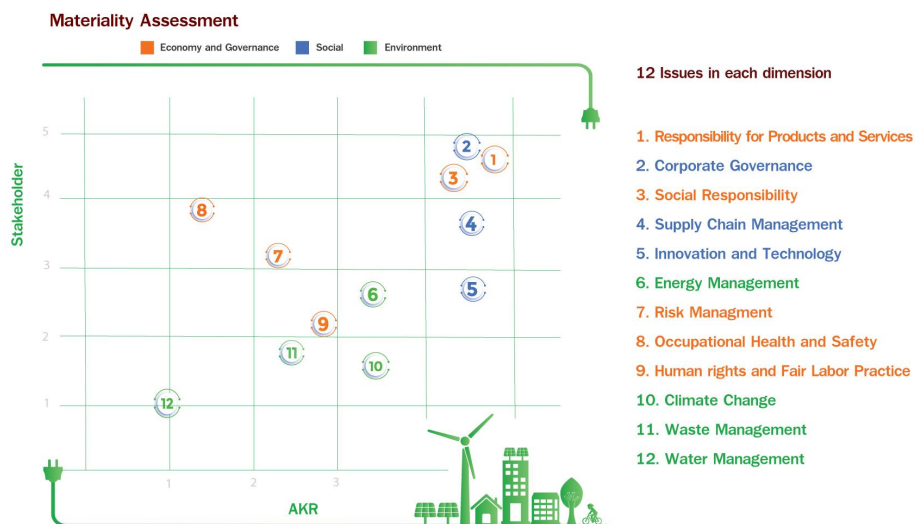 Materiality Assessment
Economy and Governance
Social
Environment
12 Issues in each dimension
Stakeholder
5
4
3
2
1
2
1
3
8
4
7
5
6
9
11
10
12
1
2
3
AKR
1. Responsibility for Products and Services
2. Corporate Governance
3. Social Responsibility
4. Supply Chain Management
5. Innovation and Technology
6. Energy Management
7. Risk Managment
8. Occupational Health and Safety
9. Human rights and Fair Labor Practice
10. Climate Change
11. Waste Management
12. Water Management